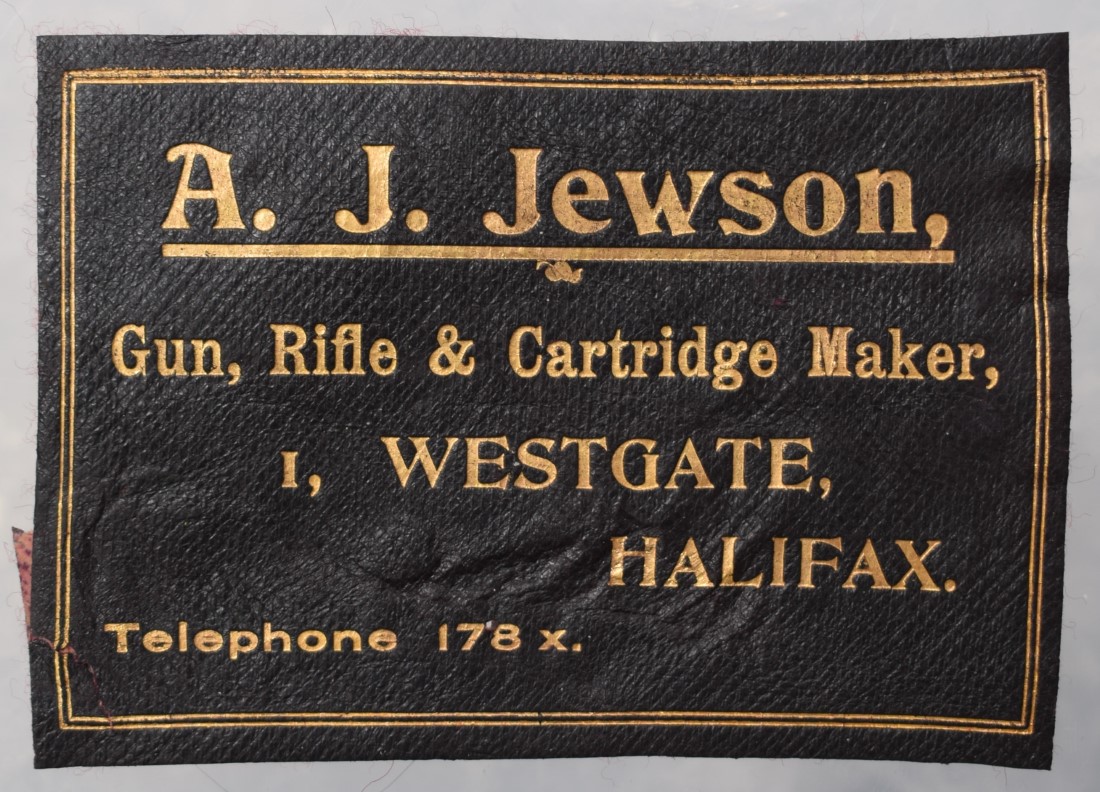 A. J. Jewson,
Gun, Rifle & Cartridge Maker,
1, WESTGATE,
HALIFAX.
Telephone 178 x.